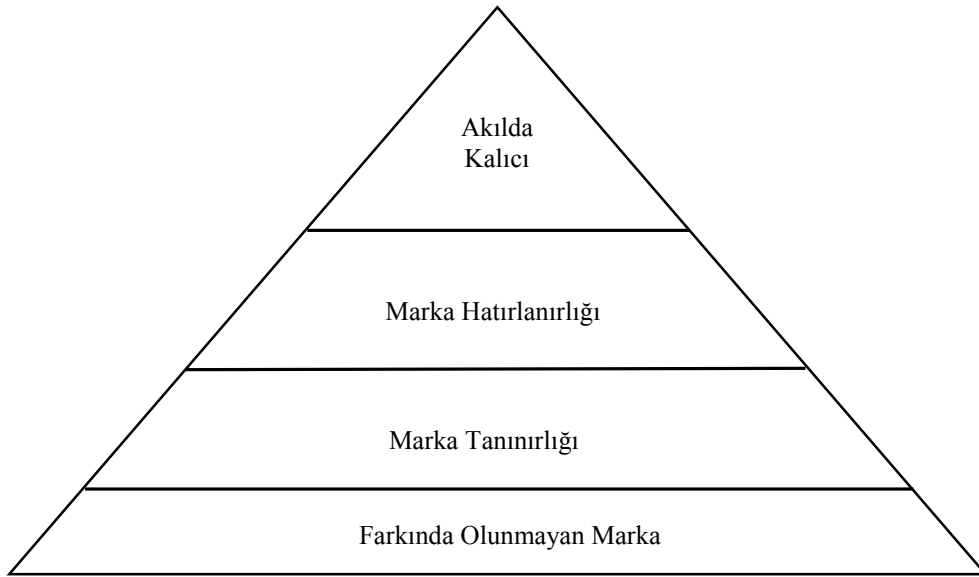 Akılda
Kalıcı
Marka Hatırlanırlığı
Marka Tanınırlığı
Farkında Olunmayan Marka